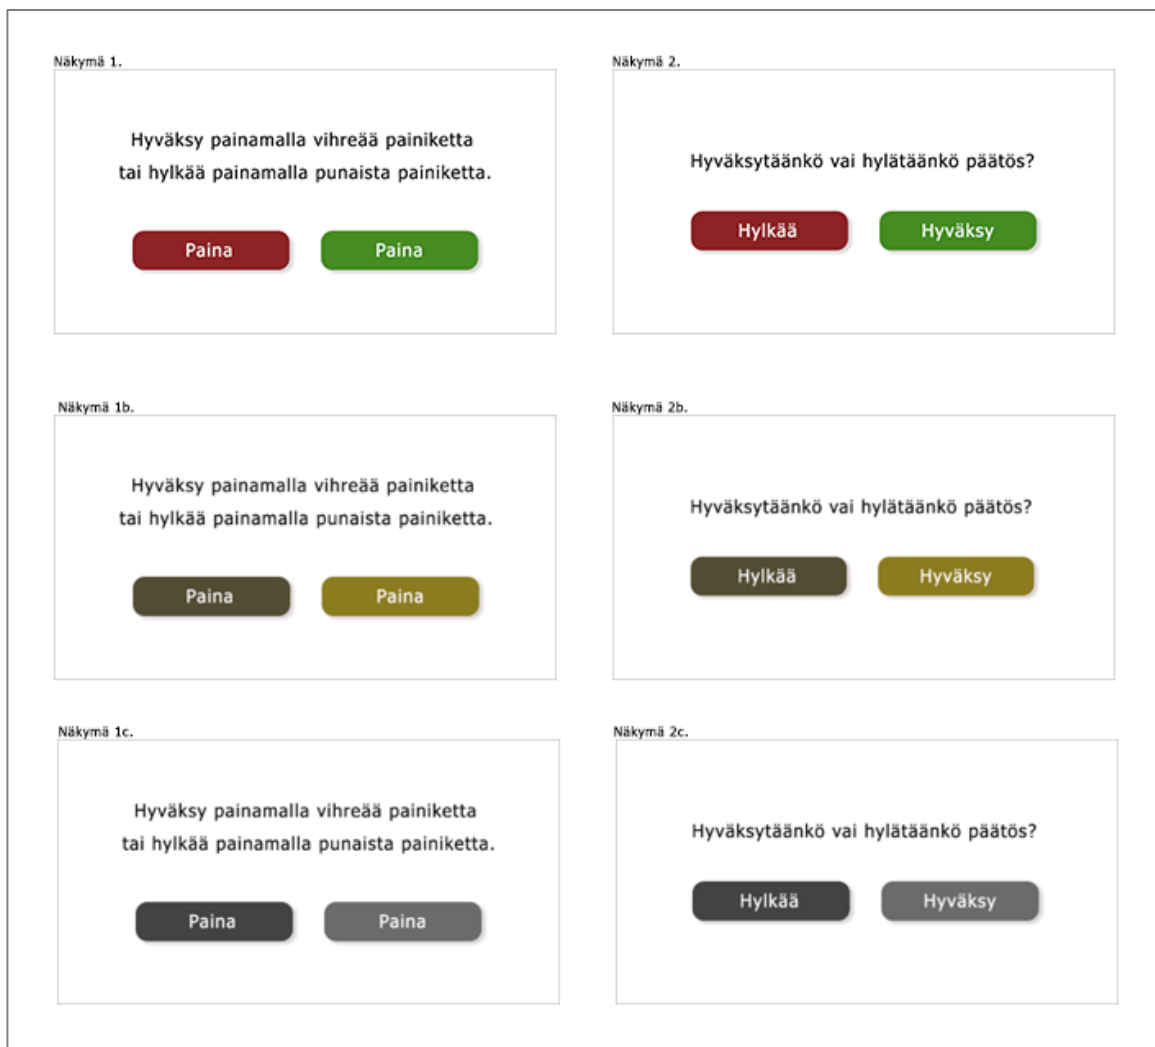 Näkymä 1.
Hyväksy painamalla vihreää painiketta
tai hylkää painamalla punaista painiketta.
Paina
Paina
Näkymä 2.
Hyväksytäänkö vai hylätäänkö päätös?
Hylkää
Hyväksy
Näkymä 1b.
Hyväksy painamalla vihreää painiketta
tai hylkää painamalla punaista painiketta.
Paina
Paina
Näkymä 2b.
Hyväksytäänkö vai hylätäänkö päätös?
Hylkää
Hyväksy
Näkymä 1c.
Hyväksy painamalla vihreää painiketta
tai hylkää painamalla punaista painiketta.
Paina
Paina
Näkymä 2c.
Hyväksytäänkö vai hylätäänkö päätös?
Hylkää
Hyväksy